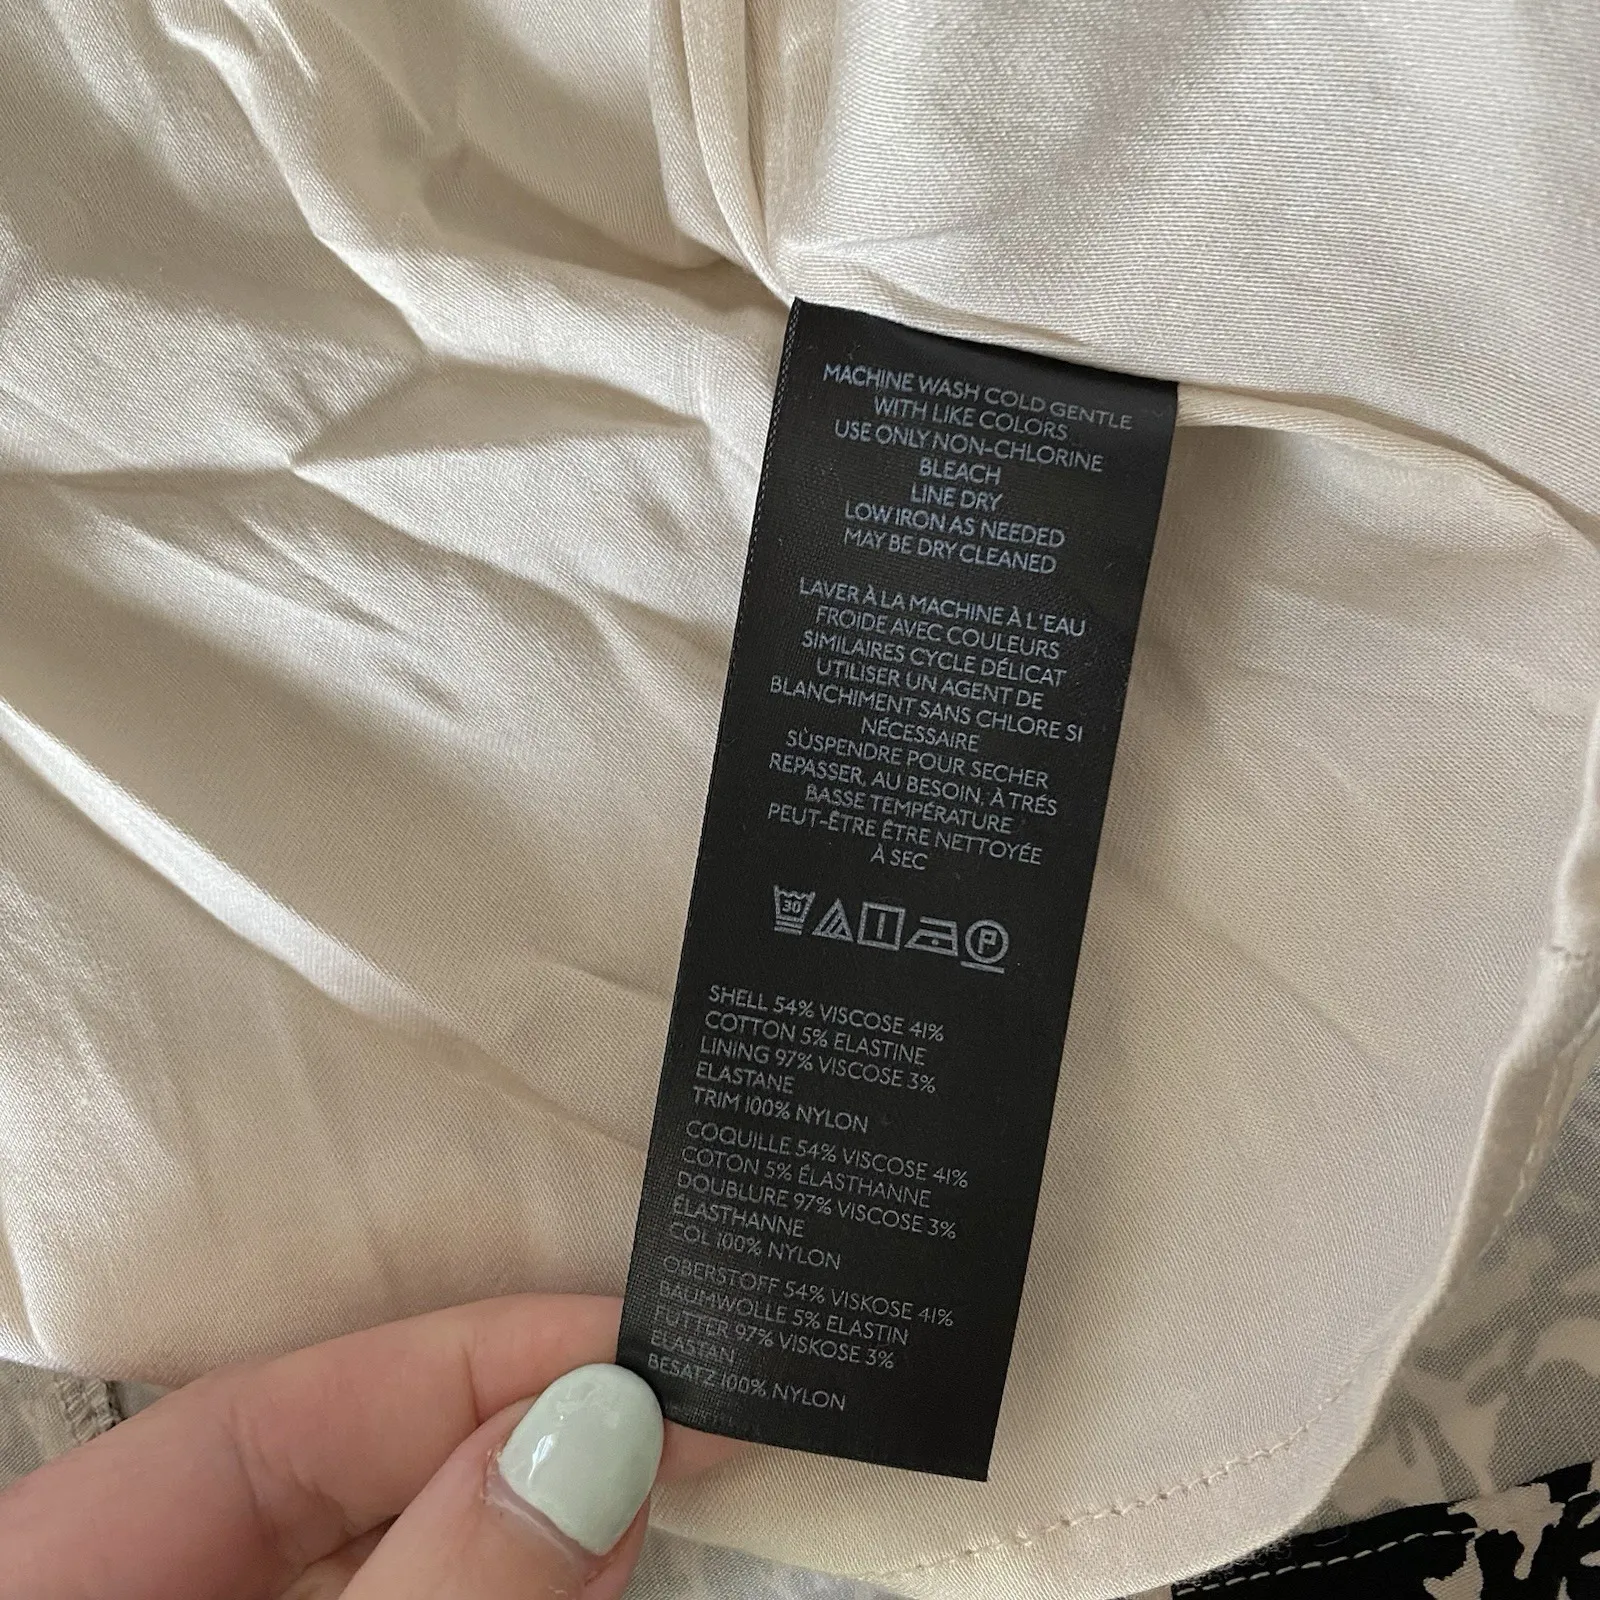 MACHINE WASH COLD GENTLE
WITH LIKE COLORS
USE ONLY NON-CHLORINE
BLEACH
LINE DRY
LOW IRON AS NEEDED
MAY BE DRY CLEANED
LAVER À LA MACHINE À L'EAU
FROIDE AVEC COULEURS
SIMILAIRES CYCLE DÉLICAT
UTILISER UN AGENT DE
BLANCHIMENT SANS CHLORE SI
NÉCESSAIRE
SUSPENDRE POUR SECHER
REPASSER, AU BESOIN, À TRÉS
BASSE TEMPÉRATURE
PEUT-ÊTRE ÊTRE NETTOYÉE
À SEC
30 P
SHELL 54% VISCOSE 41%
COTTON 5% ELASTINE
LINING 97% VISCOSE 3%
ELASTANE
TRIM 100% NYLON
COQUILLE 54% VISCOSE 41%
COTON 5% ÉLASTHANNE
DOUBLURE 97% VISCOSE 3%
ÉLASTHANNE
COL 100% NYLON
OBERSTOFF 54% VISKOSE 41%
BAUMWOLLE 5% ELASTIN
FUTTER 97% VISKOSE 3%
ELASTAN
BESATZ 100% NYLON